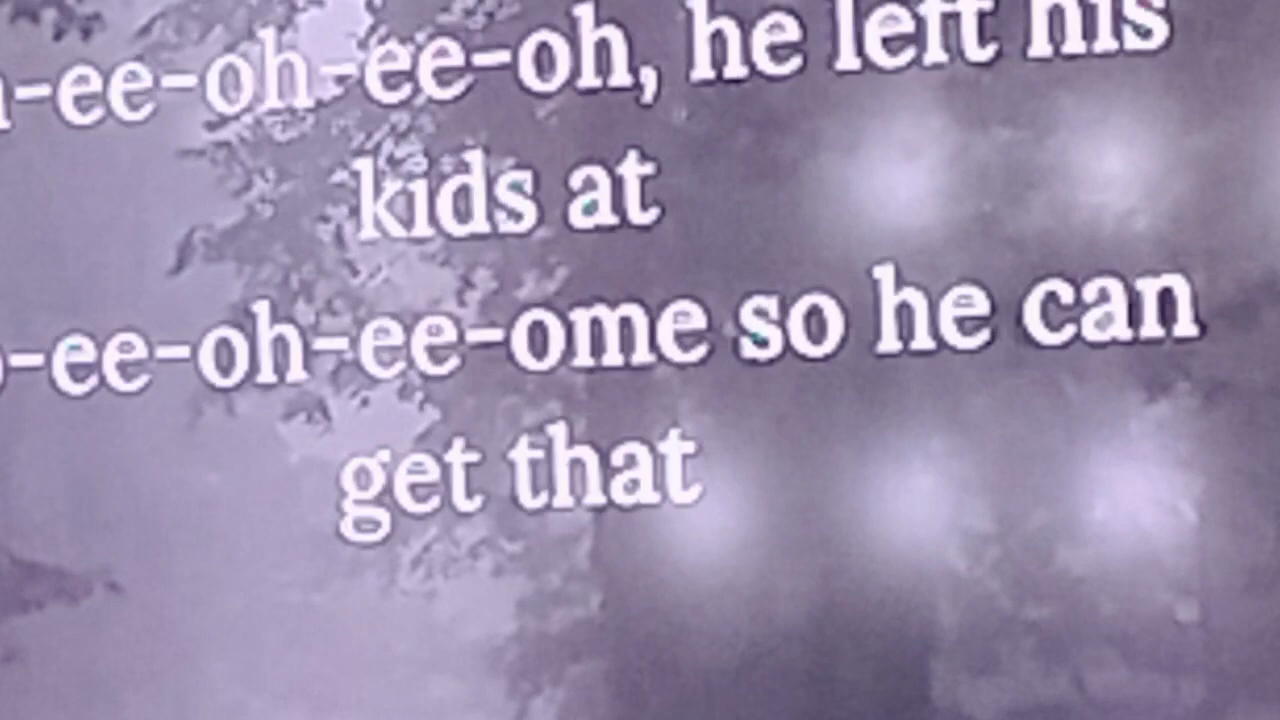 -ee-oh-ee-oh, he left his
kids at
-ee-oh-ee-ome so he can
get that